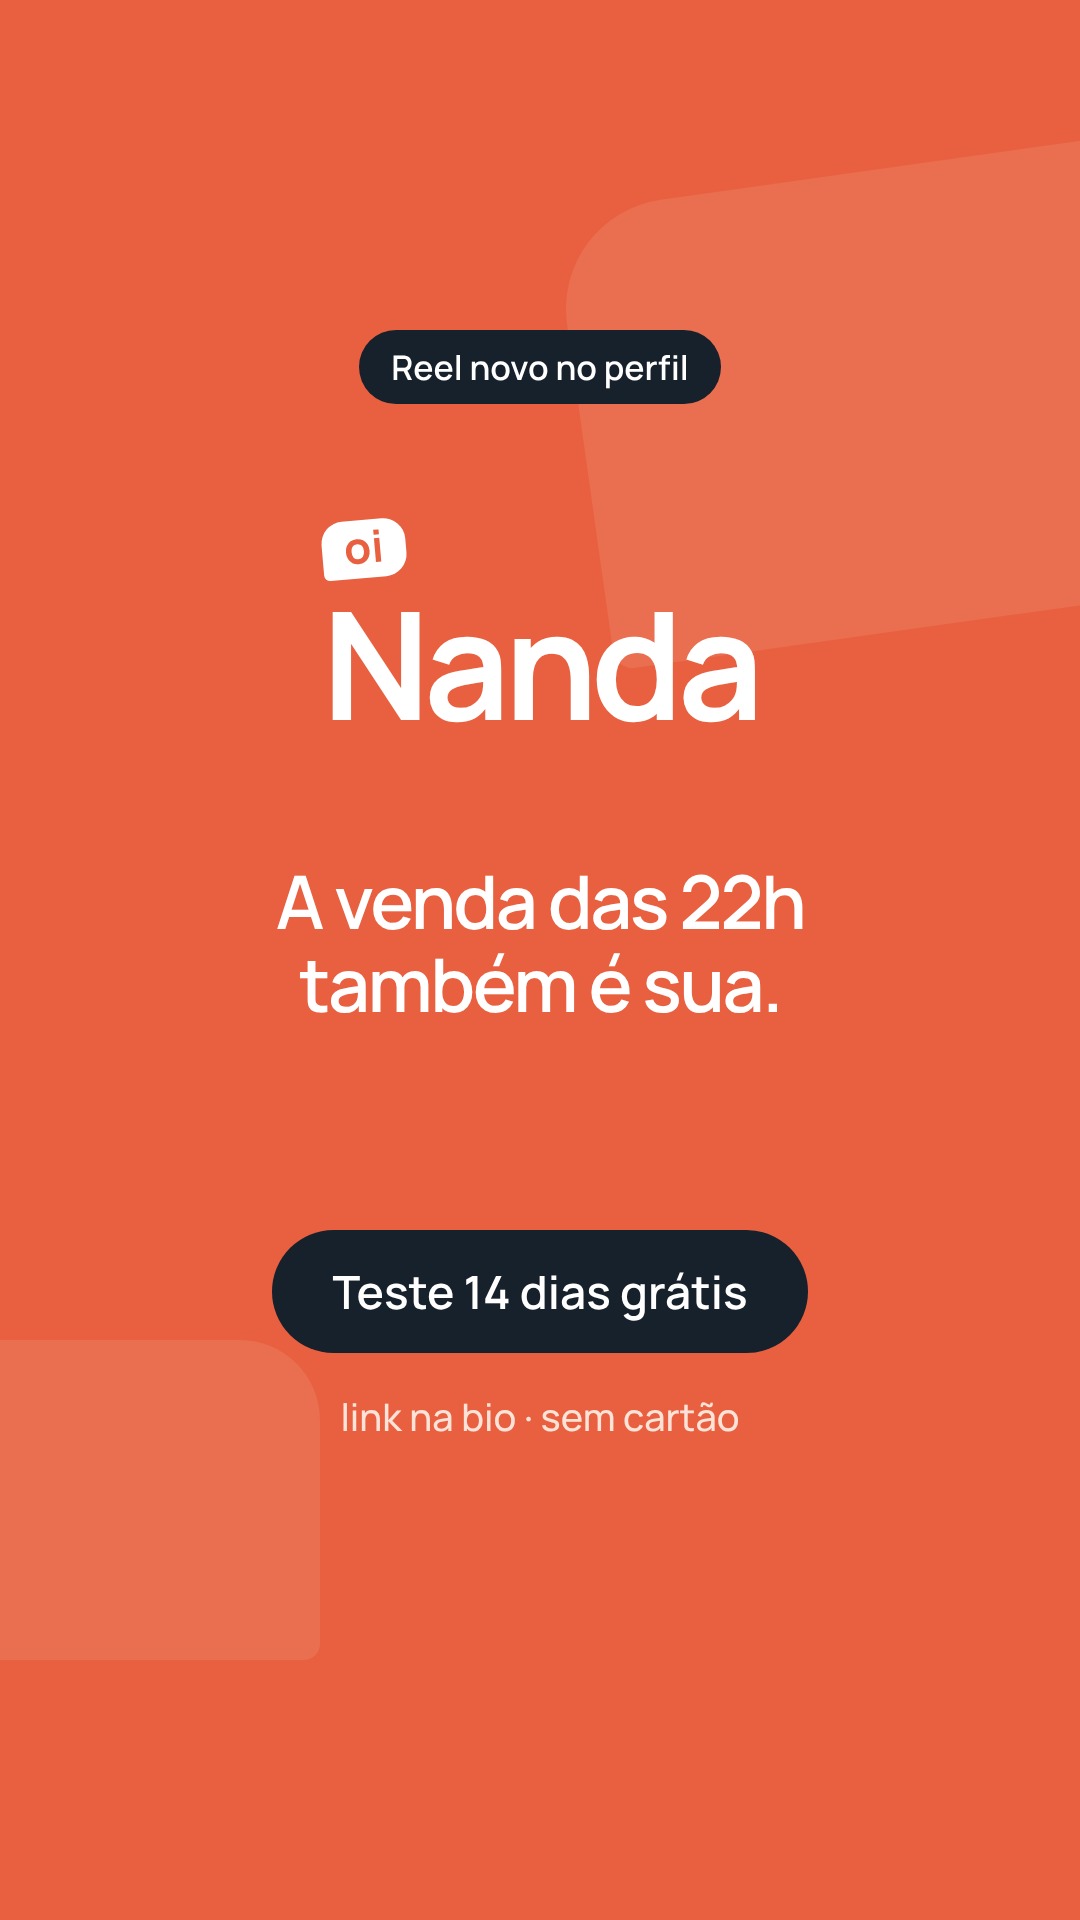 Reel novo no perfil
oi
Nanda
A venda das 22h
também é sua.
Teste 14 dias grátis
link na bio · sem cartão